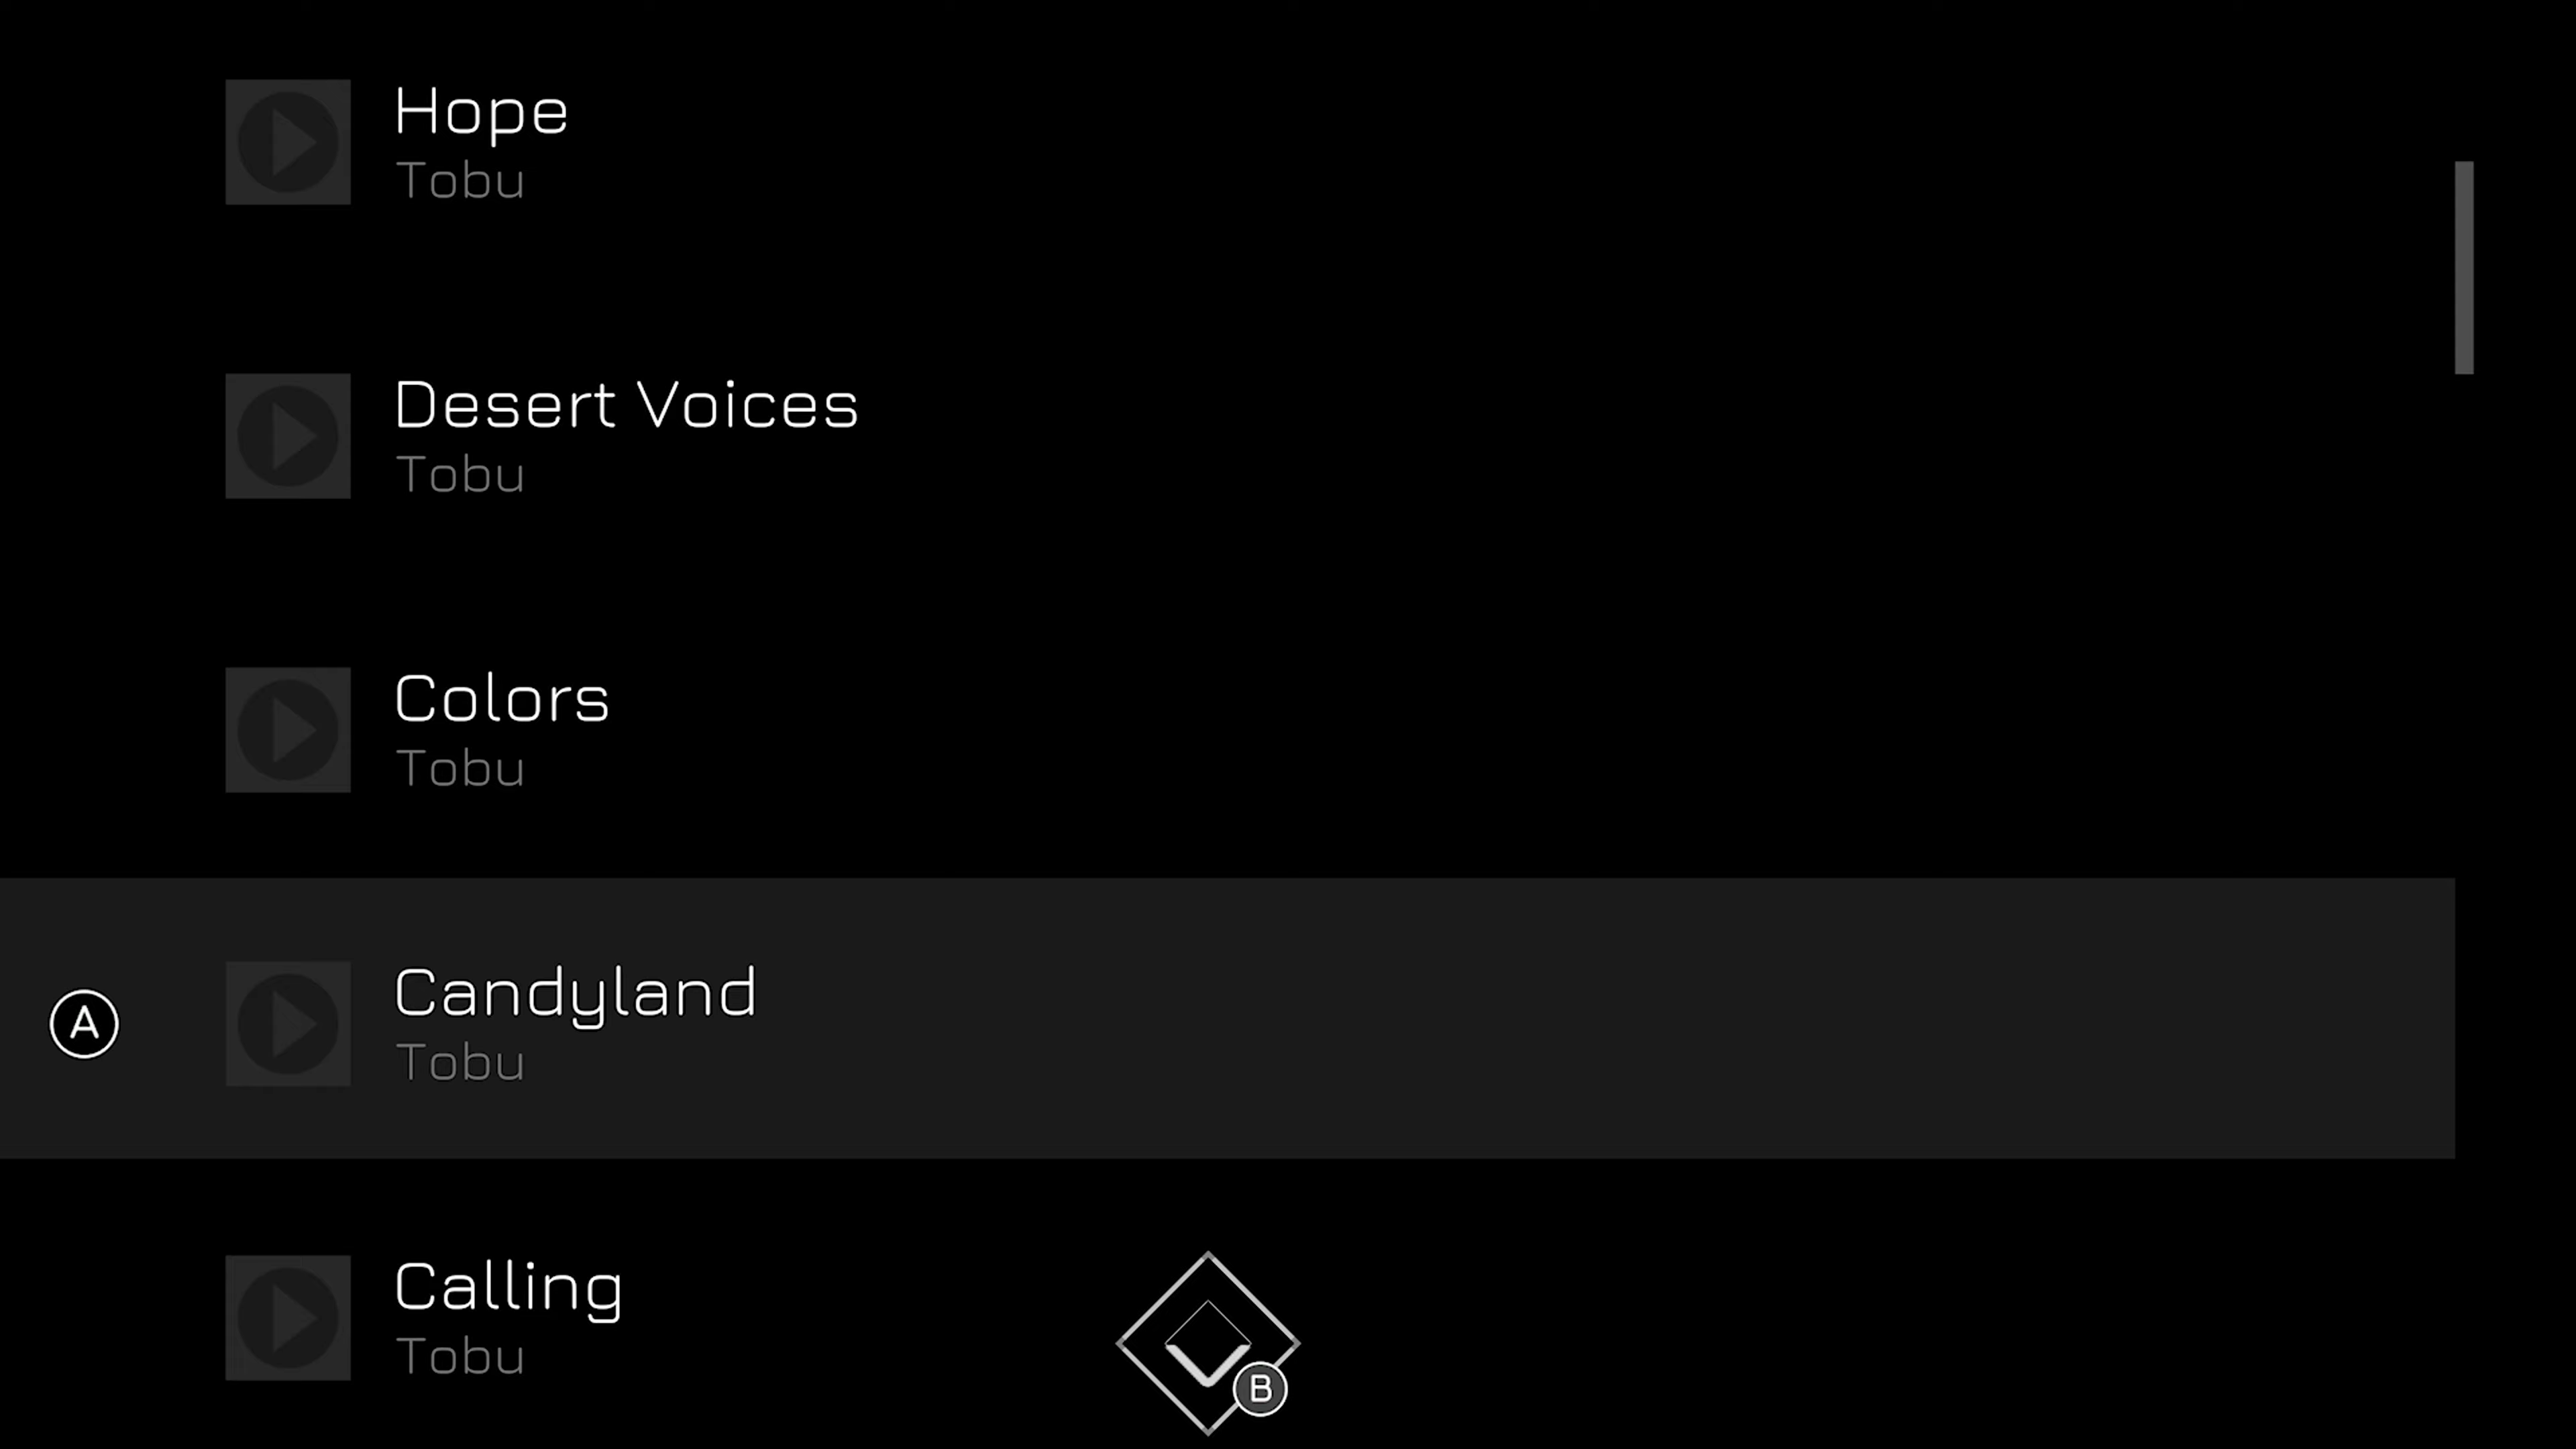 Hope
Tobu
Desert Voices
Tobu
Colors
Tobu
A
Candyland
Tobu
Calling
Tobu
B